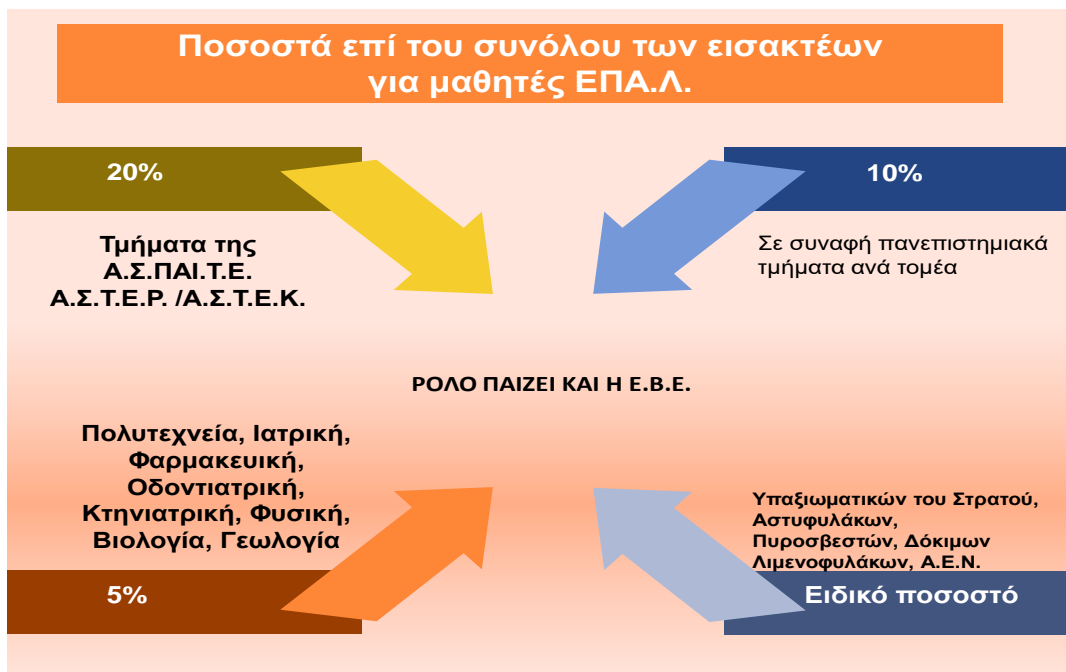 Ποσοστά επί του συνόλου των εισακτέων
για μαθητές ΕΠΑ.Λ.
20%
Τμήματα της
Α.Σ.ΠΑΙ.Τ.Ε.
Α.Σ.Τ.Ε.Ρ. /Α.Σ.Τ.Ε.Κ.
10%
Σε συναφή πανεπιστημιακά
τμήματα ανά τομέα
ΡΟΛΟ ΠΑΙΖΕΙ ΚΑΙ Η Ε.Β.Ε.
Πολυτεχνεία, Ιατρική,
Φαρμακευική,
Οδοντιατρική,
Κτηνιατρική, Φυσική,
Βιολογία, Γεωλογία
5%
Υπαξιωματικών του Στρατού,
Αστυφυλάκων,
Πυροσβεστών, Δόκιμων
Λιμενοφυλάκων, Α.Ε.Ν.
Ειδικό ποσοστό